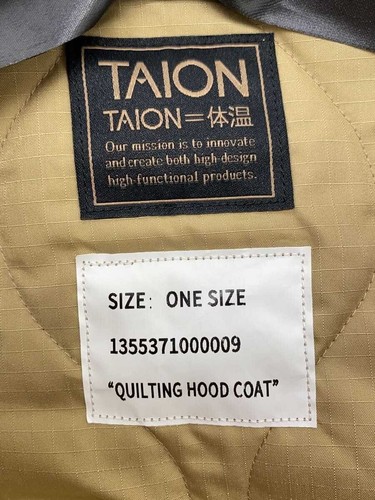 TAION
TAION=体温
Our mission is to innovate
and create both high-design
high-functional products.
SIZE: ONE SIZE
1355371000009
“QUILTING HOOD COAT”